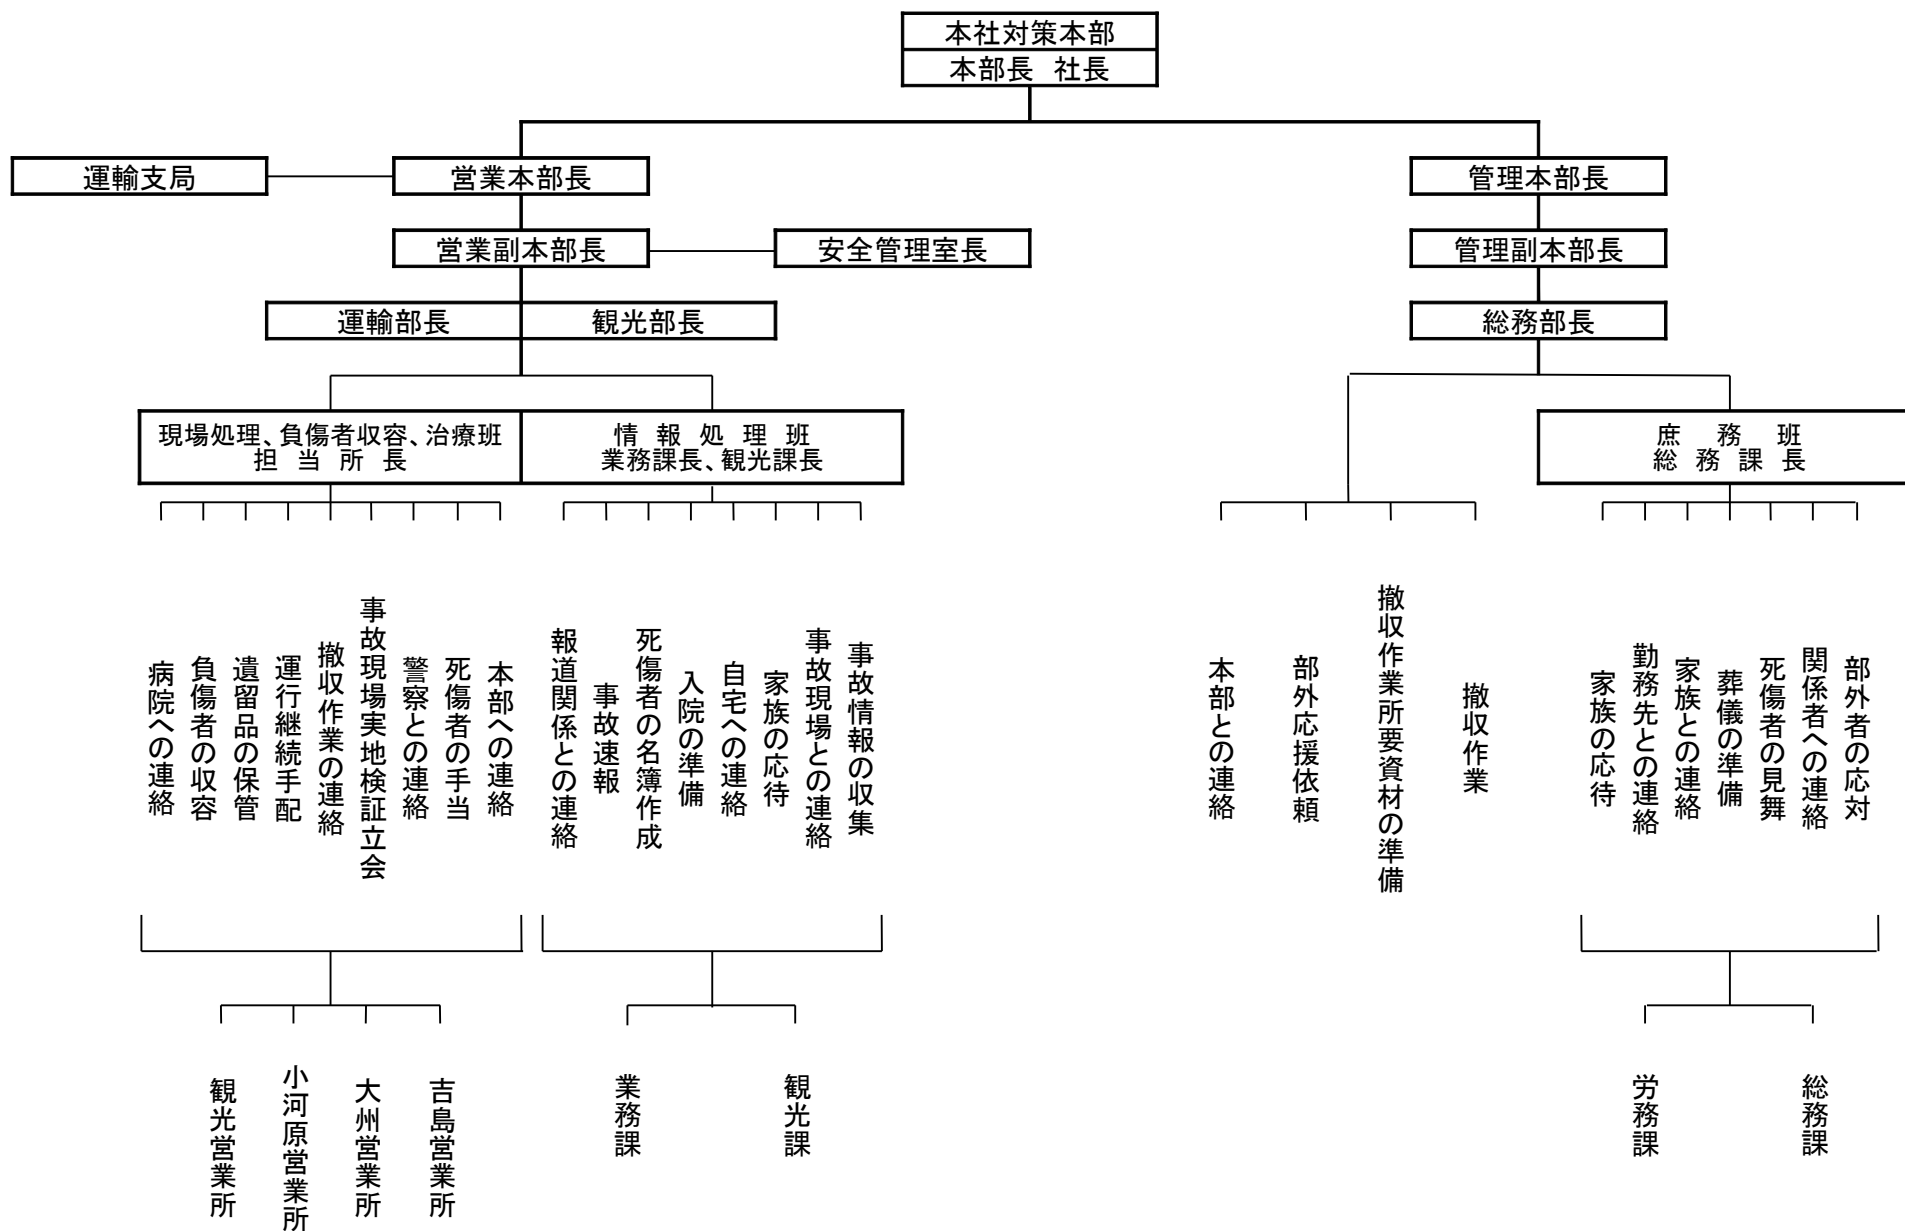 本社対策本部
本部長 社長
運輸支局
営業本部長
管理本部長
営業副本部長
安全管理室長
管理副本部長
運輸部長
観光部長
総務部長
現場処理、負傷者収容、治療班
担当所長
情報処理班
業務課長、観光課長
庶務班
総務課長
病院への連絡
負傷者の収容
遺留品の保管
運行継続手配
撤収作業の連絡
事故現場実地検証立会
警察との連絡
死傷者の手当
本部への連絡
報道関係との連絡
事故速報
死傷者の名簿作成
入院の準備
自宅への連絡
家族の応待
事故現場との連絡
事故情報の収集
本部との連絡
部外応援依頼
撤収作業所要資材の準備
撤収作業
家族の応待
勤務先との連絡
家族との連絡
葬儀の準備
死傷者の見舞
関係者への連絡
部外者の応対
観光営業所
小河原営業所
大州営業所
吉島営業所
業務課
観光課
労務課
総務課